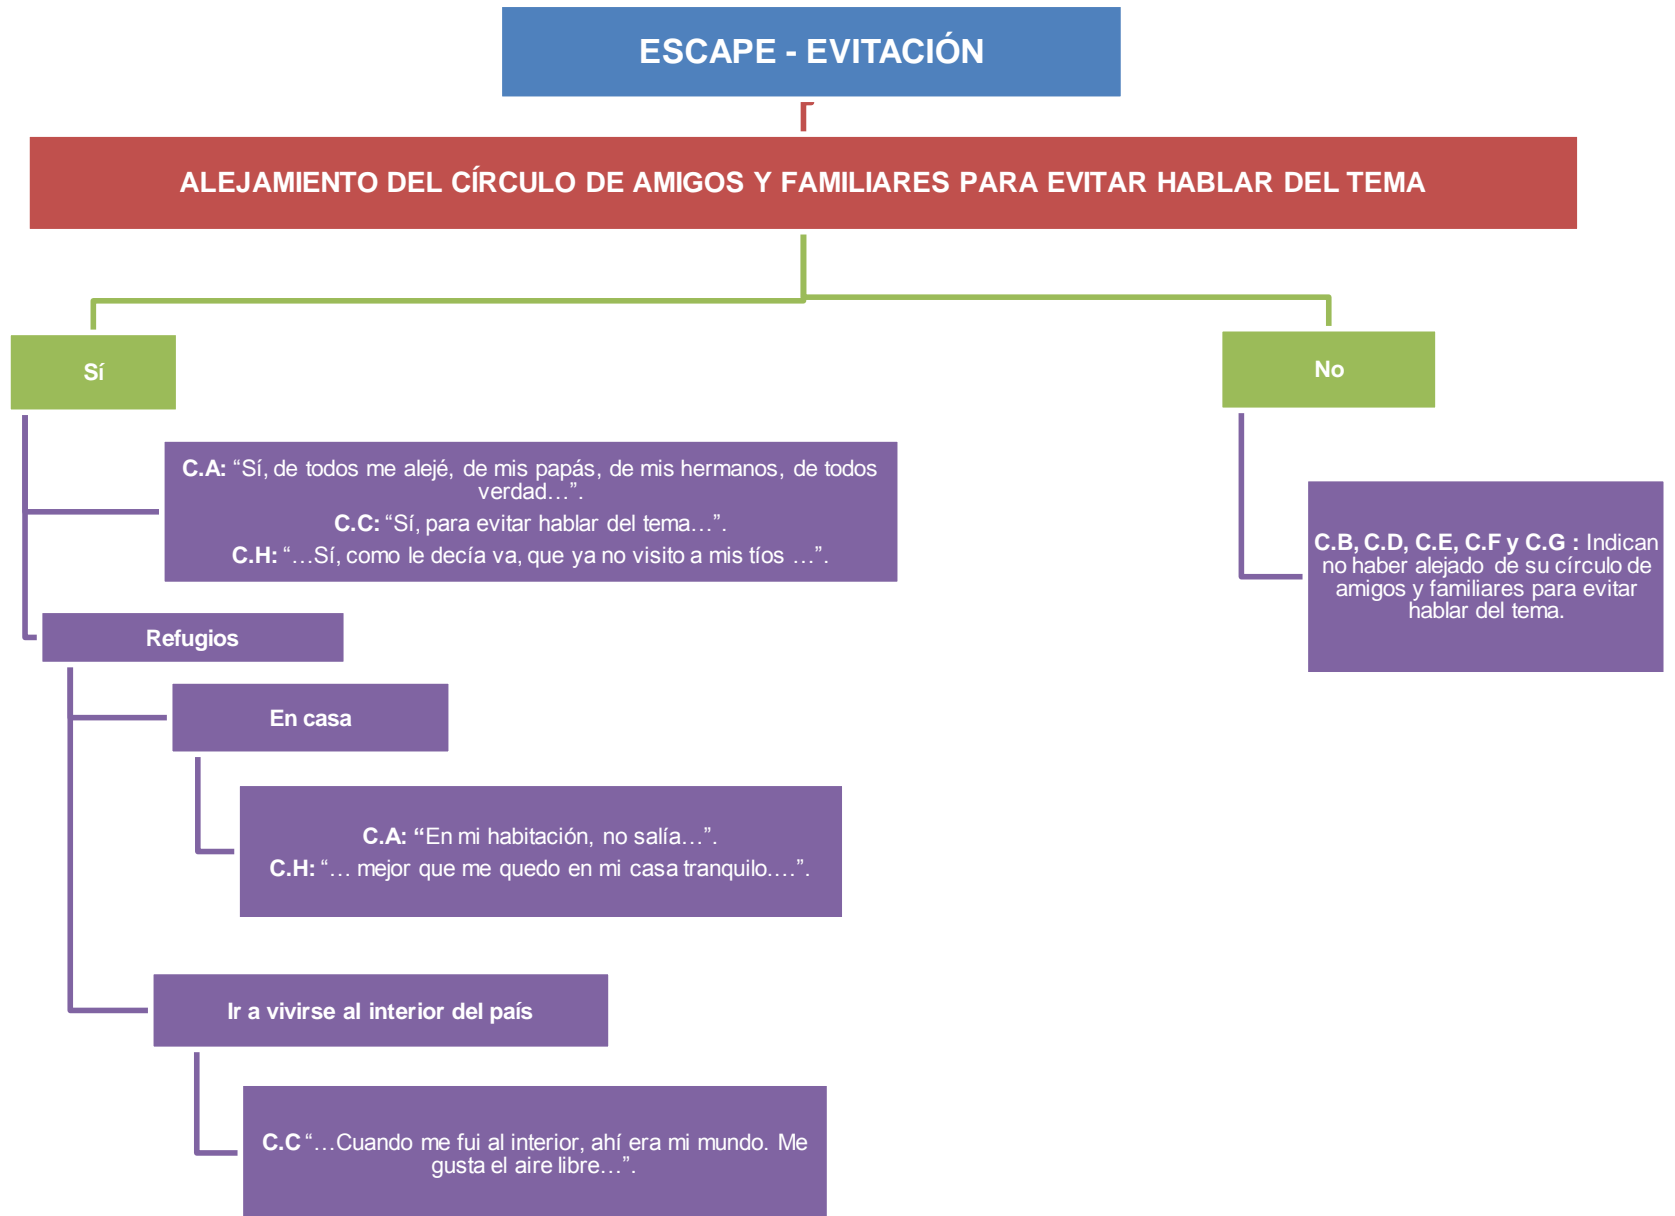 ESCAPE - EVITACIÓN
ALEJAMIENTO DEL CÍRCULO DE AMIGOS Y FAMILIARES PARA EVITAR HABLAR DEL TEMA
Sí
No
C.A: “Sí, de todos me alejé, de mis papás, de mis hermanos, de todos
verdad…”.
C.C: “Sí, para evitar hablar del tema…”.
C.H: “…Sí, como le decía va, que ya no visito a mis tíos …”.
C.B, C.D, C.E, C.F y C.G : Indican
no haber alejado de su círculo de
amigos y familiares para evitar
hablar del tema.
Refugios
En casa
C.A: “En mi habitación, no salía…”.
C.H: “… mejor que me quedo en mi casa tranquilo.…”.
Ir a vivirse al interior del país
C.C “…Cuando me fui al interior, ahí era mi mundo. Me
gusta el aire libre…”.